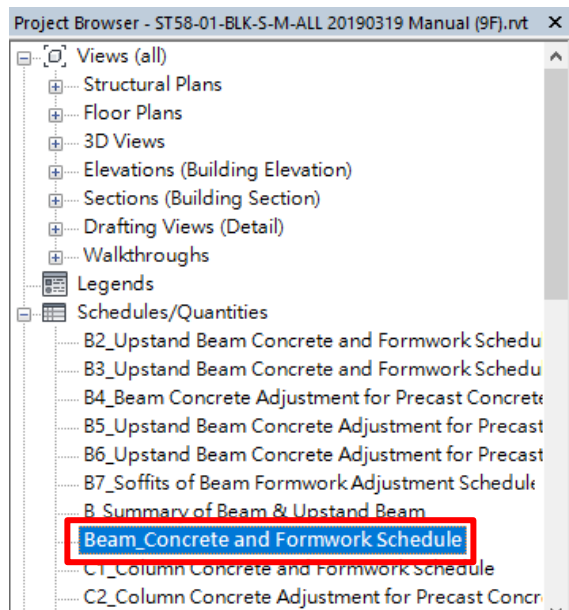 Project Browser - ST58-01-BLK-S-M-ALL 20190319 Manual (9F).rvt
Views (all)
Structural Plans
Floor Plans
3D Views
Elevations (Building Elevation)
Sections (Building Section)
Drafting Views (Detail)
Walkthroughs
Legends
Schedules/Quantities
B2_Upstand Beam Concrete and Formwork Schedu
B3_Upstand Beam Concrete and Formwork Schedu
B4_Beam Concrete Adjustment for Precast Concrete
B5_Upstand Beam Concrete Adjustment for Precast
B6_Upstand Beam Concrete Adjustment for Precast
B7_Soffits of Beam Formwork Adjustment Schedule
B_Summary of Beam & Upstand Beam
Beam_Concrete and Formwork Schedule
C1_Column Concrete and Formwork Schedule
C2_Column Concrete Adjustment for Precast Concr